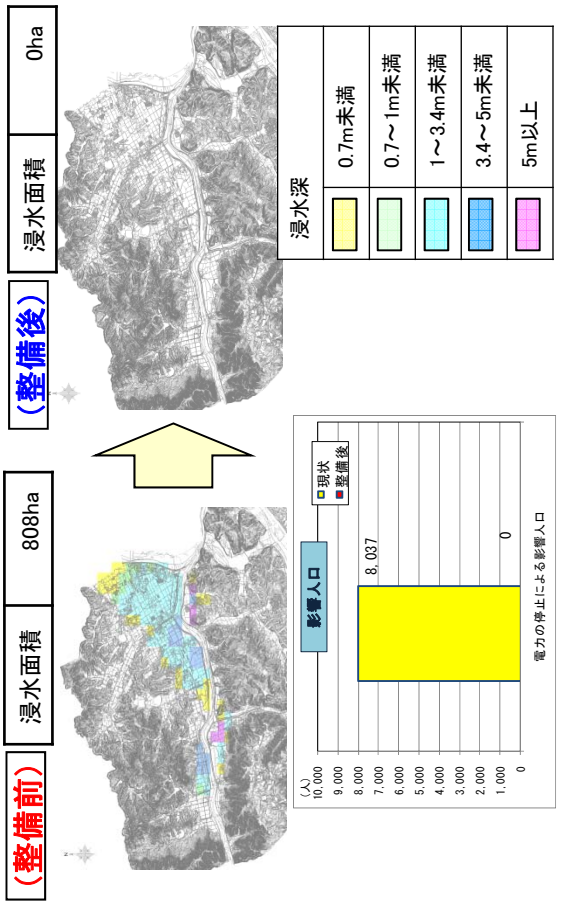 (整備前)
浸水面積 808ha
(整備後)
浸水面積 0ha
N
N
影響人口
(人)
10,000
9,000
8,000
7,000
6,000
5,000
4,000
3,000
2,000
1,000
0
現状
整備後
8,037
0
電力の停止による影響人口
浸水深
0.7m未満
0.7～1m未満
1～3.4m未満
3.4～5m未満
5m以上